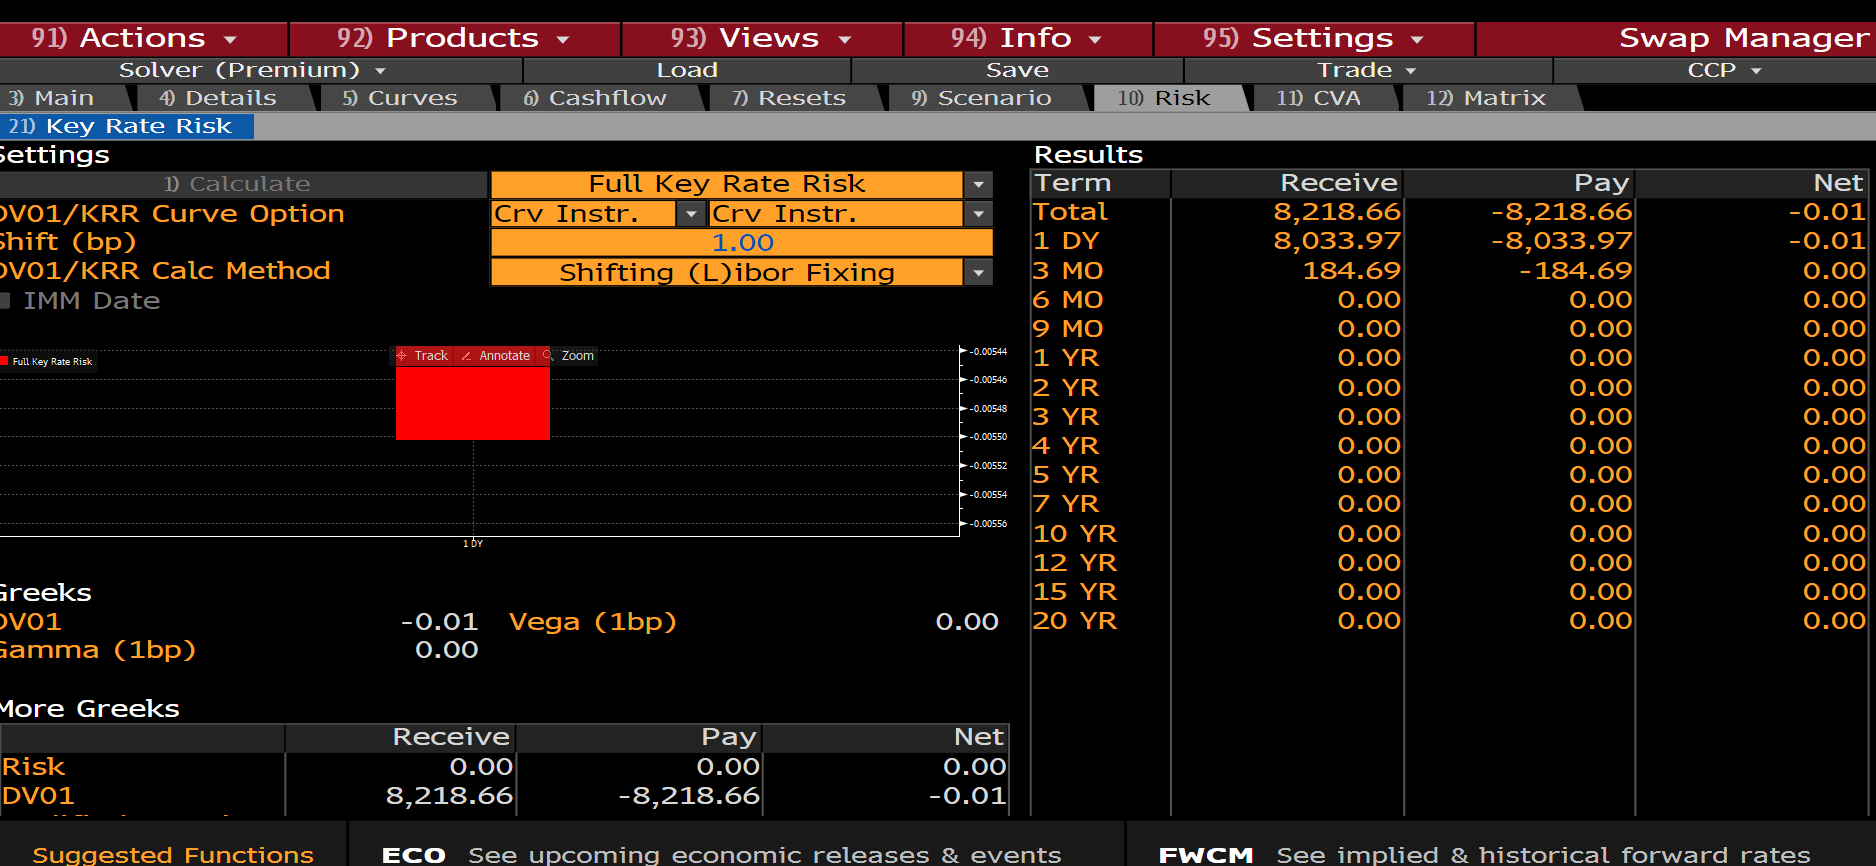 91) Actions 92) Products 93) Views 94) Info 95) Settings Swap Manager
Solver (Premium) Load Save Trade CCP
3) Main 4) Details 5) Curves 6) Cashflow 7) Resets 9) Scenario 10) Risk 11) CVA 12) Matrix
21) Key Rate Risk
Settings
1) Calculate Full Key Rate Risk
DV01/KRR Curve Option Crv Instr. Crv Instr.
Shift (bp) 1.00
DV01/KRR Calc Method Shifting (L)ibor Fixing
IMM Date
Full Key Rate Risk
Track Annotate Zoom
-0.00544
-0.00546
-0.00548
-0.00550
-0.00552
-0.00554
-0.00556
1 DY
Greeks
DV01 -0.01 Vega (1bp) 0.00
Gamma (1bp) 0.00
More Greeks
Receive Pay Net
Risk 0.00 0.00 0.00
DV01 8,218.66 -8,218.66 -0.01
Results
Term Receive Pay Net
Total 8,218.66 -8,218.66 -0.01
1 DY 8,033.97 -8,033.97 -0.01
3 MO 184.69 -184.69 0.00
6 MO 0.00 0.00 0.00
9 MO 0.00 0.00 0.00
1 YR 0.00 0.00 0.00
2 YR 0.00 0.00 0.00
3 YR 0.00 0.00 0.00
4 YR 0.00 0.00 0.00
5 YR 0.00 0.00 0.00
7 YR 0.00 0.00 0.00
10 YR 0.00 0.00 0.00
12 YR 0.00 0.00 0.00
15 YR 0.00 0.00 0.00
20 YR 0.00 0.00 0.00
Suggested Functions ECO See upcoming economic releases & events FWCM See implied & historical forward rates